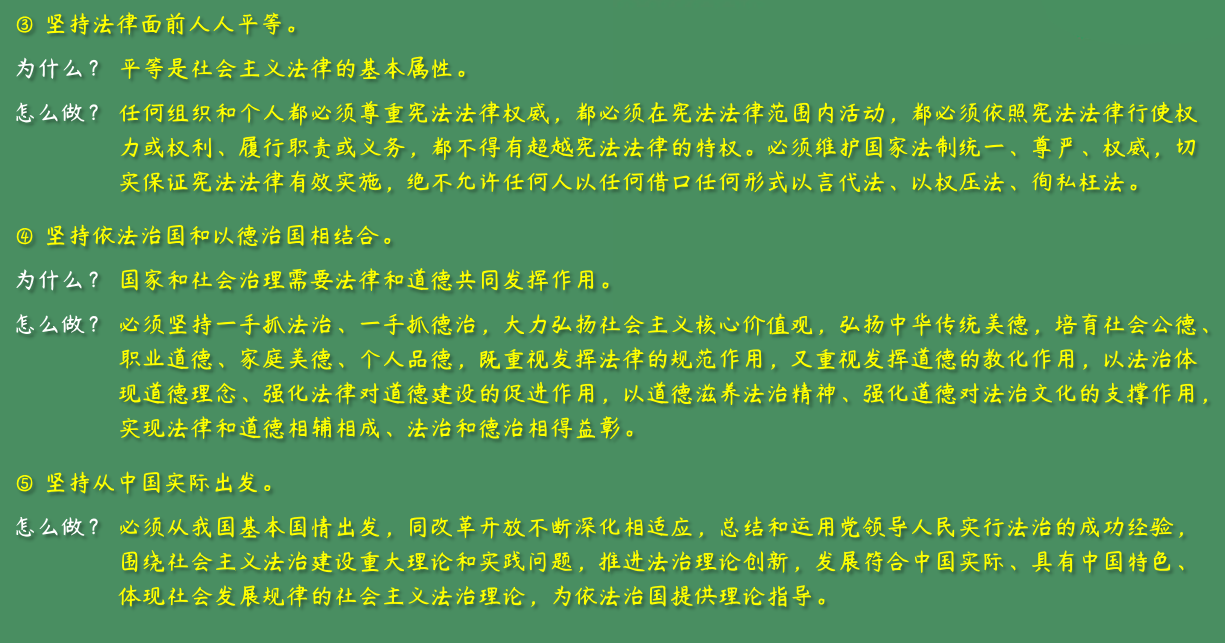 ③ 坚持法律面前人人平等。
为什么？ 平等是社会主义法律的基本属性。
怎么做？ 任何组织和个人都必须尊重宪法法律权威，都必须在宪法法律范围内活动，都必须依照宪法法律行使权
力或权利、履行职责或义务，都不得有超越宪法法律的特权。必须维护国家法制统一、尊严、权威，切
实保证宪法法律有效实施，绝不允许任何人以任何借口任何形式以言代法、以权压法、徇私枉法。
④ 坚持依法治国和以德治国相结合。
为什么？ 国家和社会治理需要法律和道德共同发挥作用。
怎么做？ 必须坚持一手抓法治、一手抓德治，大力弘扬社会主义核心价值观，弘扬中华传统美德，培育社会公德、
职业道德、家庭美德、个人品德，既重视发挥法律的规范作用，又重视发挥道德的教化作用，以法治体
现道德理念、强化法律对道德建设的促进作用，以道德滋养法治精神、强化道德对法治文化的支撑作用，
实现法律和道德相辅相成、法治和德治相得益彰。
⑤ 坚持从中国实际出发。
怎么做？ 必须从我国基本国情出发，同改革开放不断深化相适应，总结和运用党领导人民实行法治的成功经验，
围绕社会主义法治建设重大理论和实践问题，推进法治理论创新，发展符合中国实际、具有中国特色、
体现社会发展规律的社会主义法治理论，为依法治国提供理论指导。